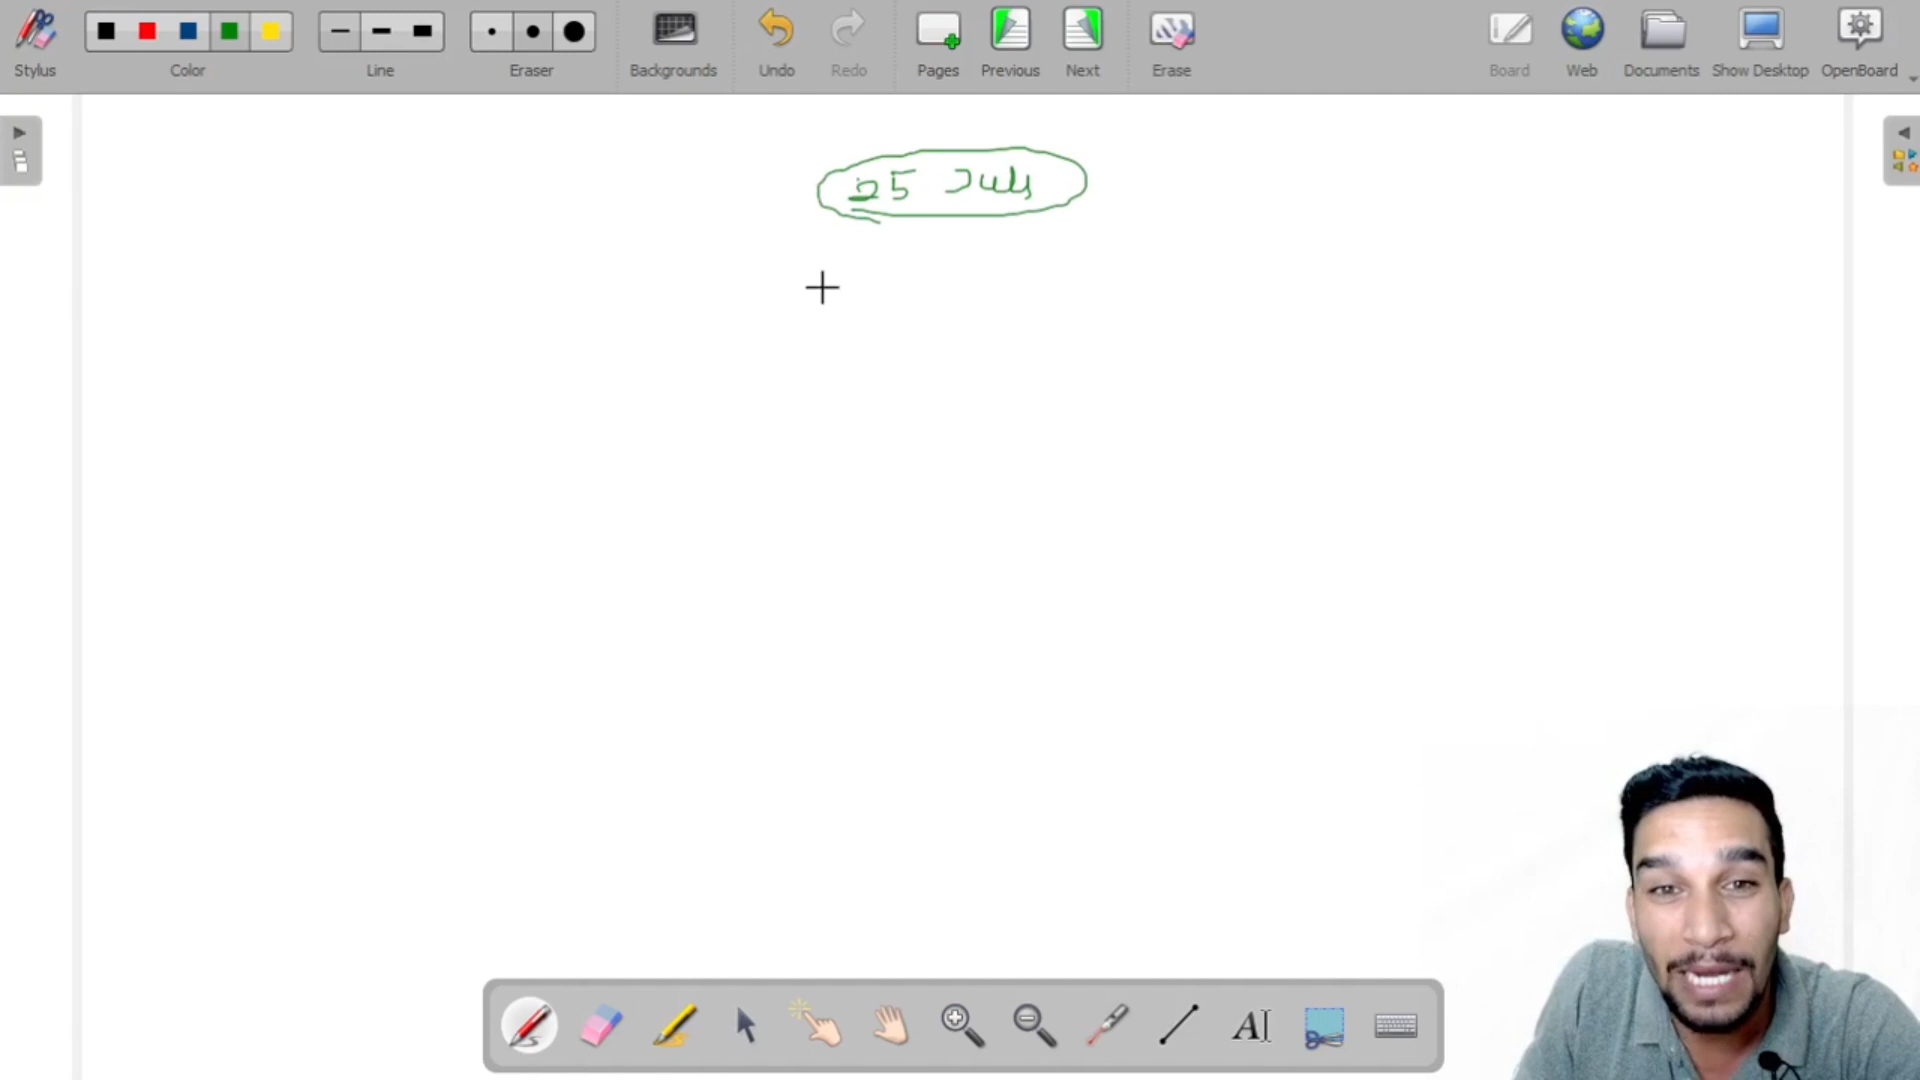 Stylus Color Line Eraser Backgrounds Undo Redo Pages Previous Next Erase Board Web Documents Show Desktop OpenBoard
25 July
AI